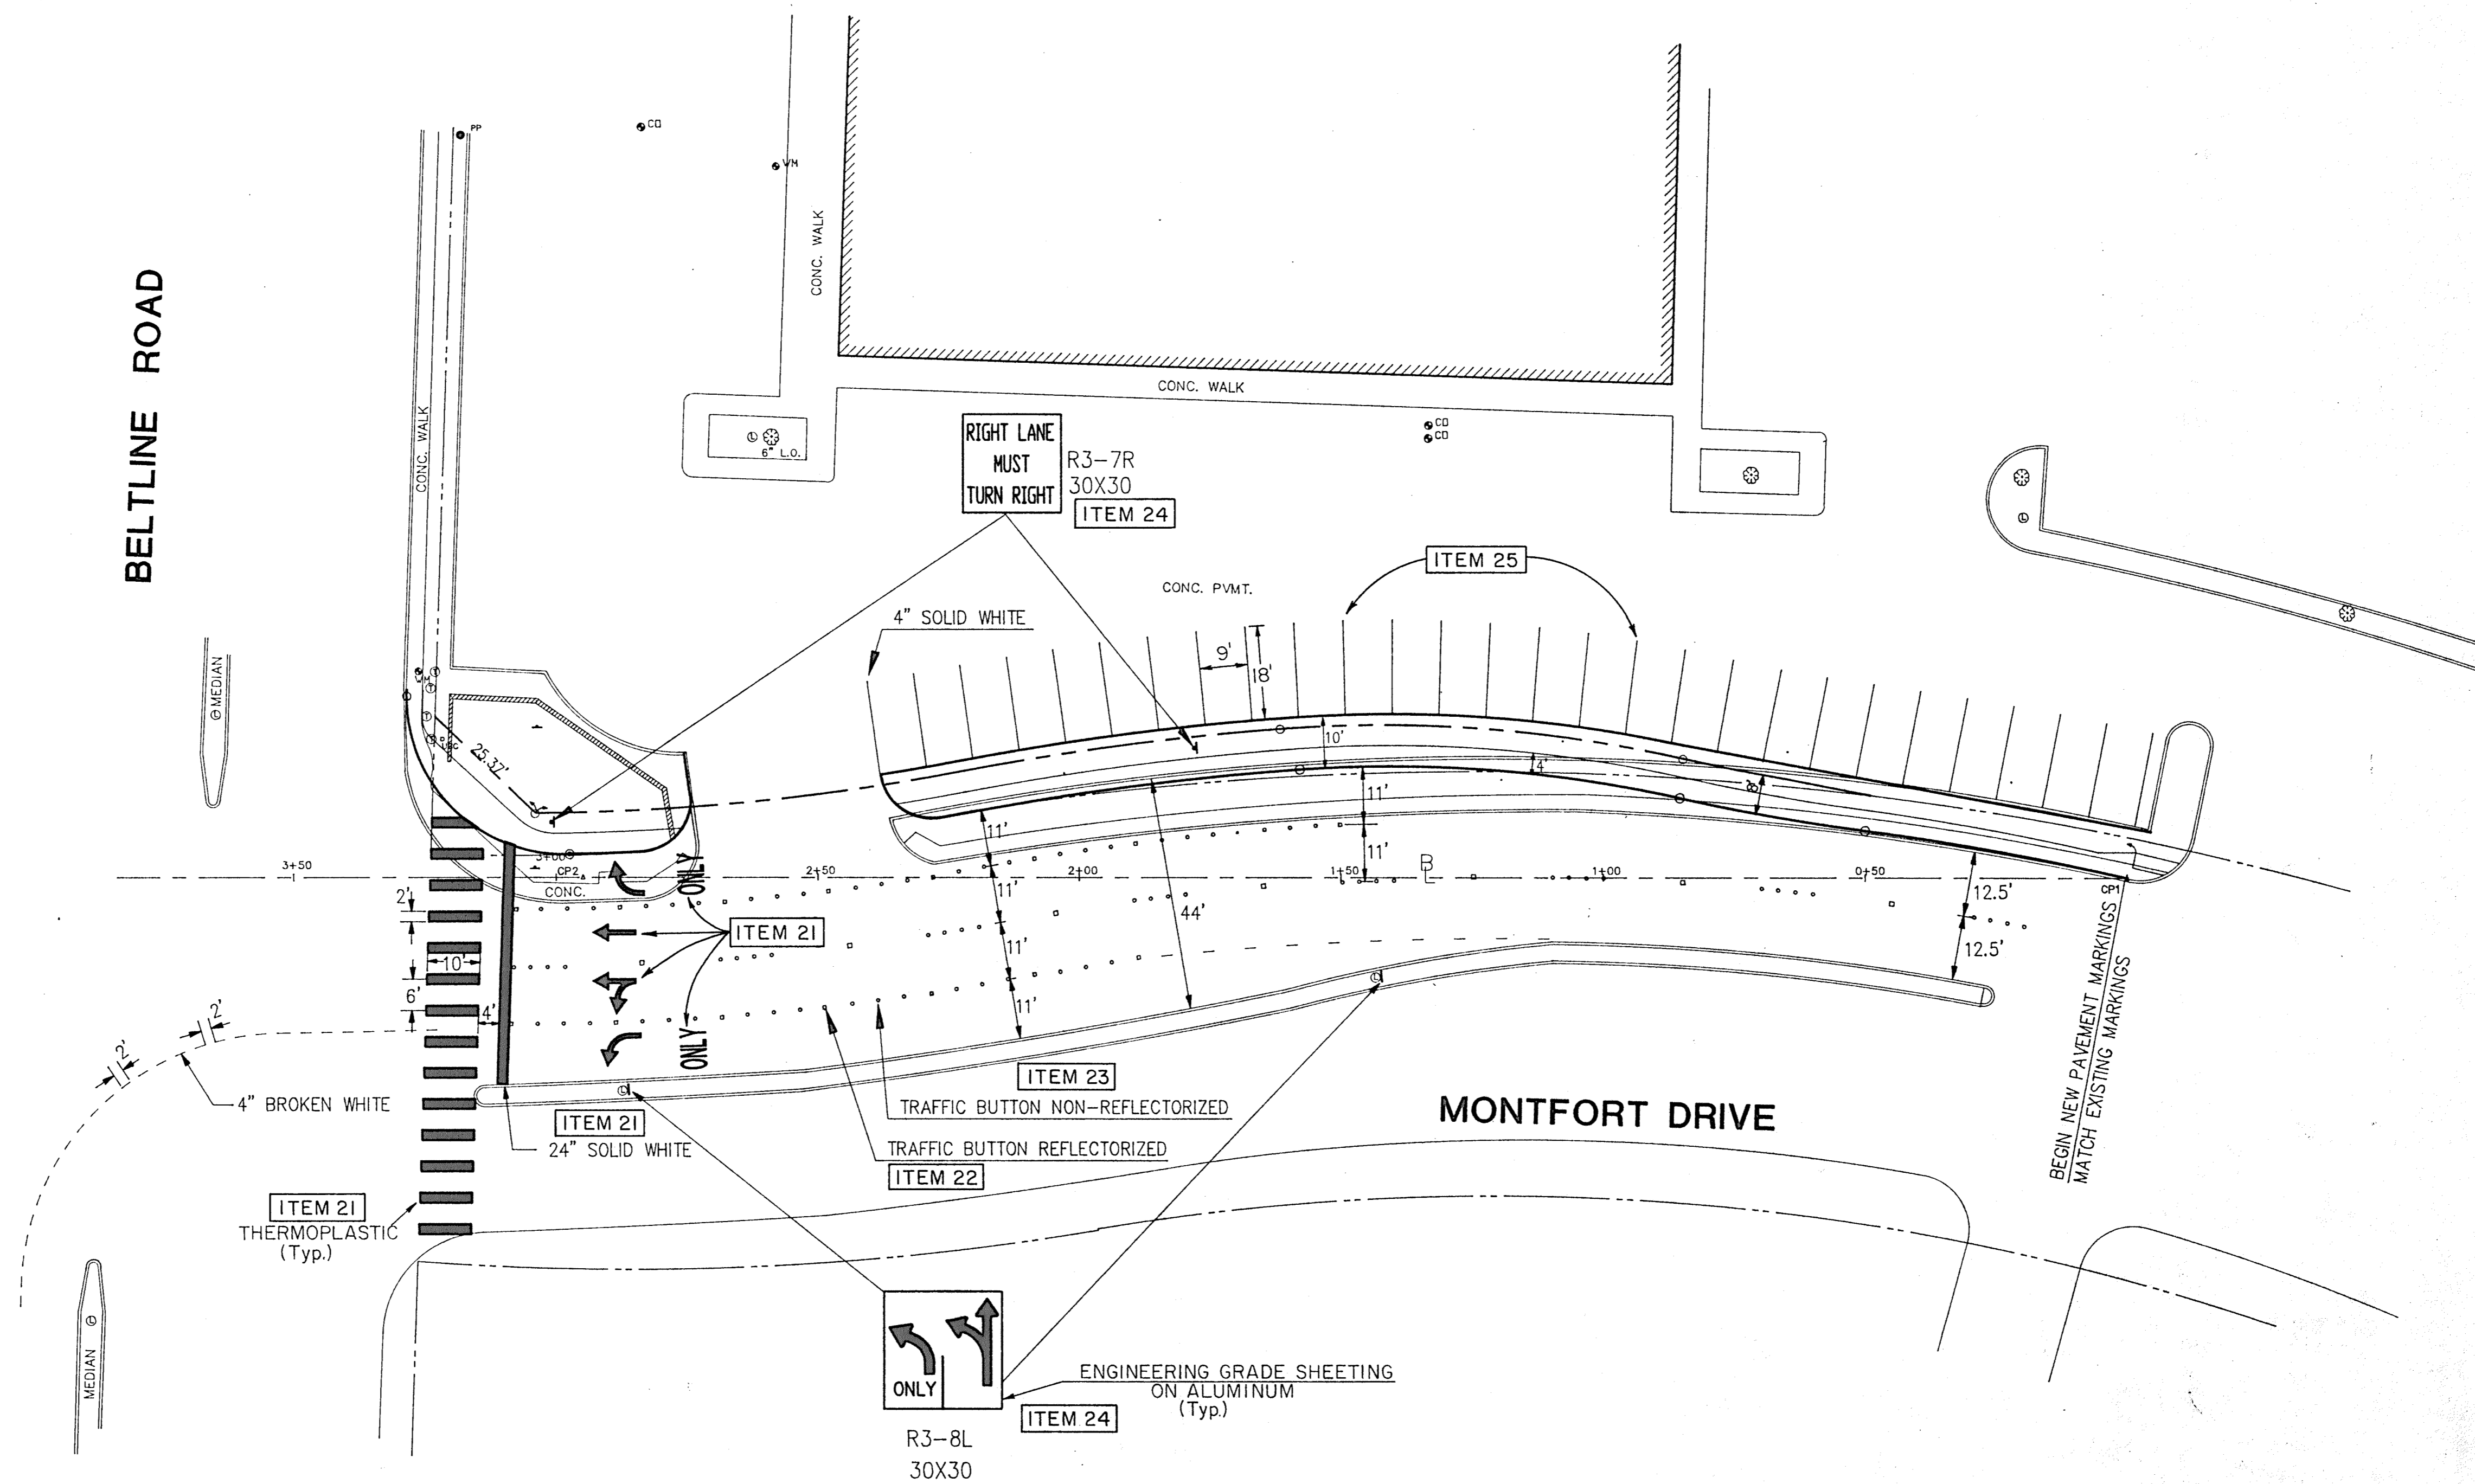 PP
CO
WM
CONC. WALK
BELTLINE ROAD
CONC. WALK
CONC. WALK
6" L.O.
CO
CO
RIGHT LANE
MUST
TURN RIGHT
R3-7R
30X30
ITEM 24
ITEM 25
CONC. PVMT.
4" SOLID WHITE
9'
18'
MEDIAN
25.37'
10'
4'
8'
11'
11'
11'
11'
11'
11'
44'
3+50
3+00
CP2
CONC.
2+50
2+00
1+50
B
L
1+00
0+50
CP1
12.5'
12.5'
ONLY
ITEM 21
ONLY
2'
10'
6'
4'
2'
2'
4" BROKEN WHITE
BEGIN NEW PAVEMENT MARKINGS
MATCH EXISTING MARKINGS
ITEM 23
TRAFFIC BUTTON NON-REFLECTORIZED
TRAFFIC BUTTON REFLECTORIZED
ITEM 22
MONTFORT DRIVE
ITEM 21
24" SOLID WHITE
ITEM 21
THERMOPLASTIC
(Typ.)
MEDIAN
ONLY
R3-8L
30X30
ENGINEERING GRADE SHEETING
ON ALUMINUM
(Typ.)
ITEM 24